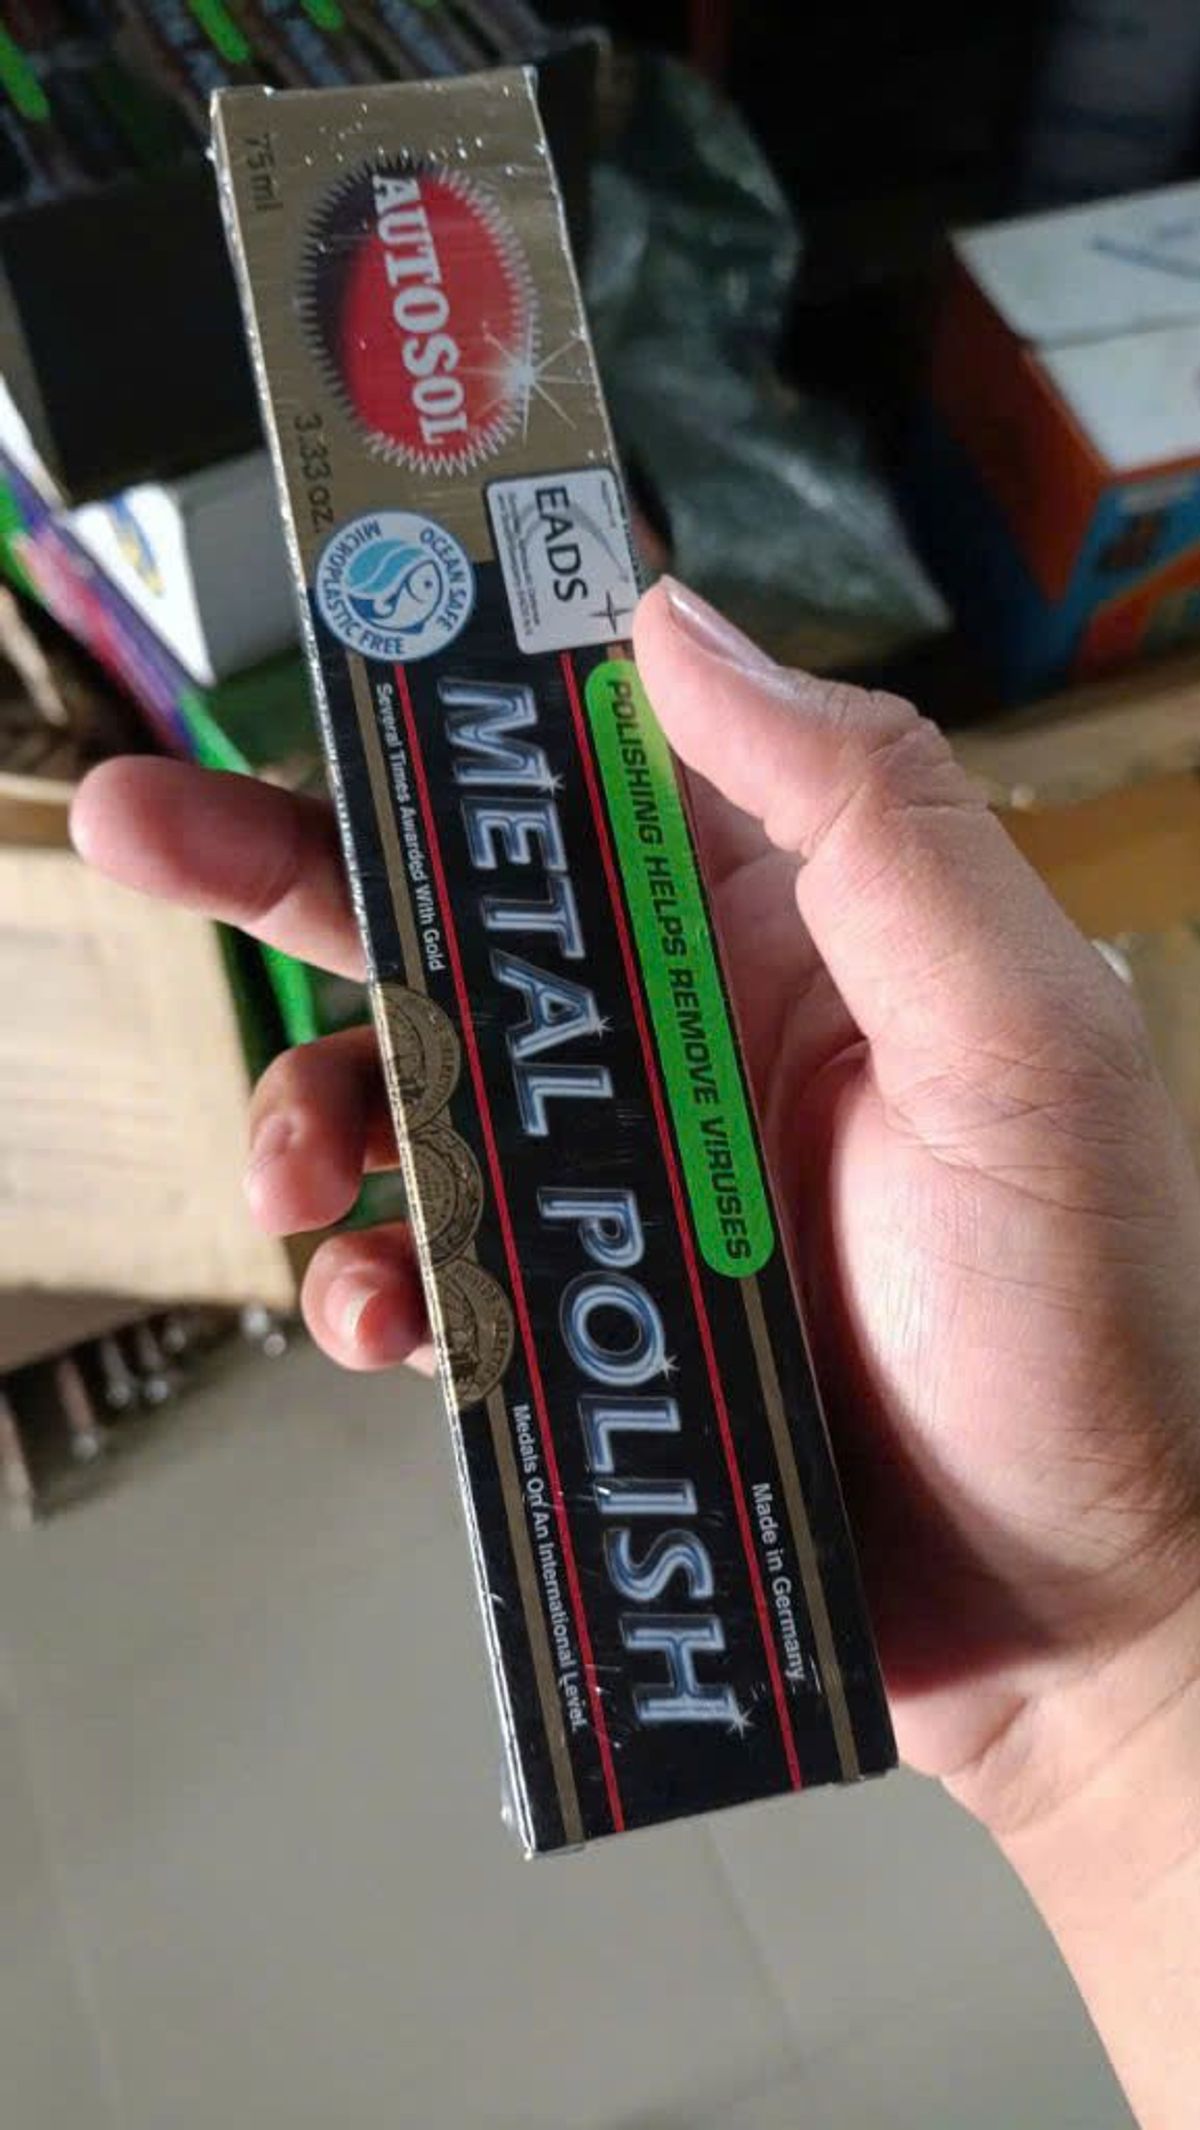 75 ml
AUTOSOL
3.33 oz.
OCEAN SAFE
MICROPLASTIC FREE
EADS
POLISHING HELPS REMOVE VIRUSES
METAL POLISH
Several Times Awarded With Gold
Medals On An International Level.
Made in Germany